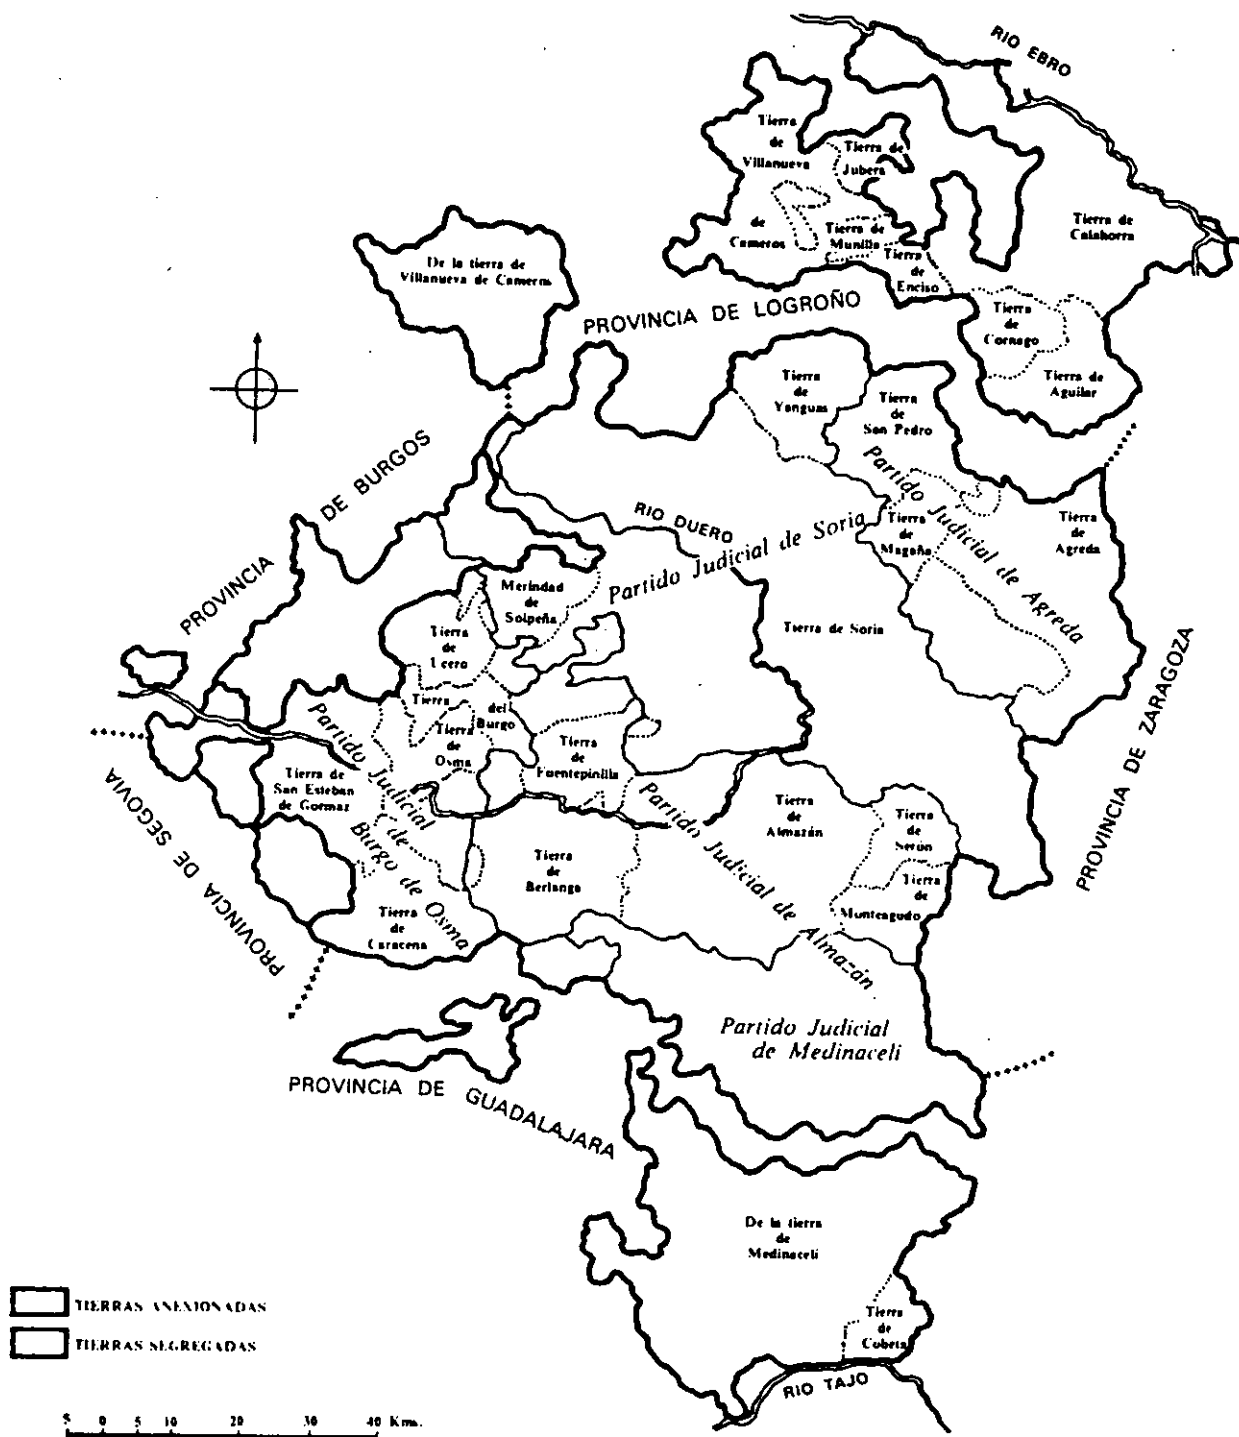 RIO EBRO
Tierra
de
Villanueva
de
Cameros
Tierra
de
Jubera
Tierra de
Munilla
Tierra
de
Enciso
Tierra de
Calahorra
De la tierra de
Villanueva de Cameros
PROVINCIA DE LOGROÑO
Tierra
de
Cornago
Tierra de
Aguilar
Tierra
de
Yanguas
Tierra
de
San Pedro
PROVINCIA DE BURGOS
RIO DUERO
Partido Judicial de Soria
Partido Judicial de Agreda
Tierra
de
Magaña
Tierra
de
Agreda
Merindad
de
Solpeña
Tierra
de
Ucero
Tierra de Soria
Tierra del
Burgo
Tierra
de
Osma
Tierra
de
Fuentepinilla
Partido Judicial
de
Burgo de Osma
Tierra de
San Esteban
de Gormaz
PROVINCIA DE SEGOVIA
PROVINCIA DE ZARAGOZA
Partido Judicial de Almazán
Tierra
de
Almazán
Tierra
de
Serón
Tierra
de
Monteagudo
Tierra
de
Berlanga
Tierra
de
Caracena
Partido Judicial
de Medinaceli
PROVINCIA DE GUADALAJARA
De la tierra
de
Medinaceli
Tierra
de
Cobeta
RIO TAJO
TIERRAS ANEXIONADAS
TIERRAS SEGREGADAS
5 0 5 10 20 30 40 Kms.